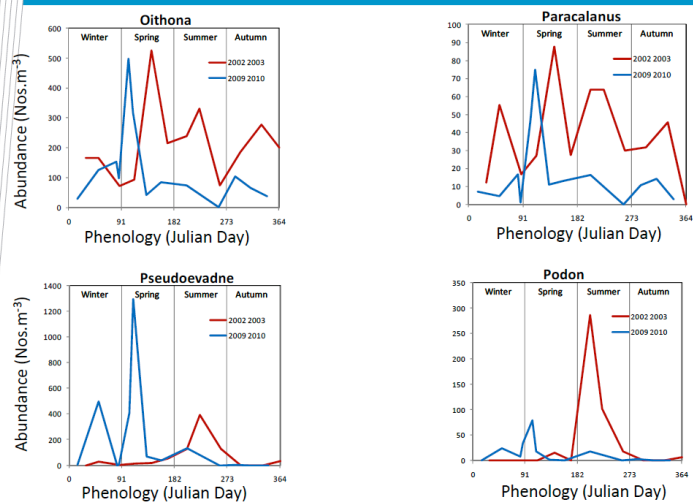 Oithona
Abundance (Nos.m⁻³)
600
500
400
300
200
100
0
Winter Spring Summer Autumn
2002 2003
2009 2010
0 91 182 273 364
Phenology (Julian Day)
Paracalanus
100
90
80
70
60
50
40
30
20
10
0
Winter Spring Summer Autumn
2002 2003
2009 2010
0 91 182 273 364
Phenology (Julian Day)
Pseudoevadne
Abundance (Nos.m⁻³)
1400
1200
1000
800
600
400
200
0
Winter Spring Summer Autumn
2002 2003
2009 2010
0 91 182 273 364
Phenology (Julian Day)
Podon
350
300
250
200
150
100
50
0
Winter Spring Summer Autumn
2002 2003
2009 2010
0 91 182 273 364
Phenology (Julian Day)